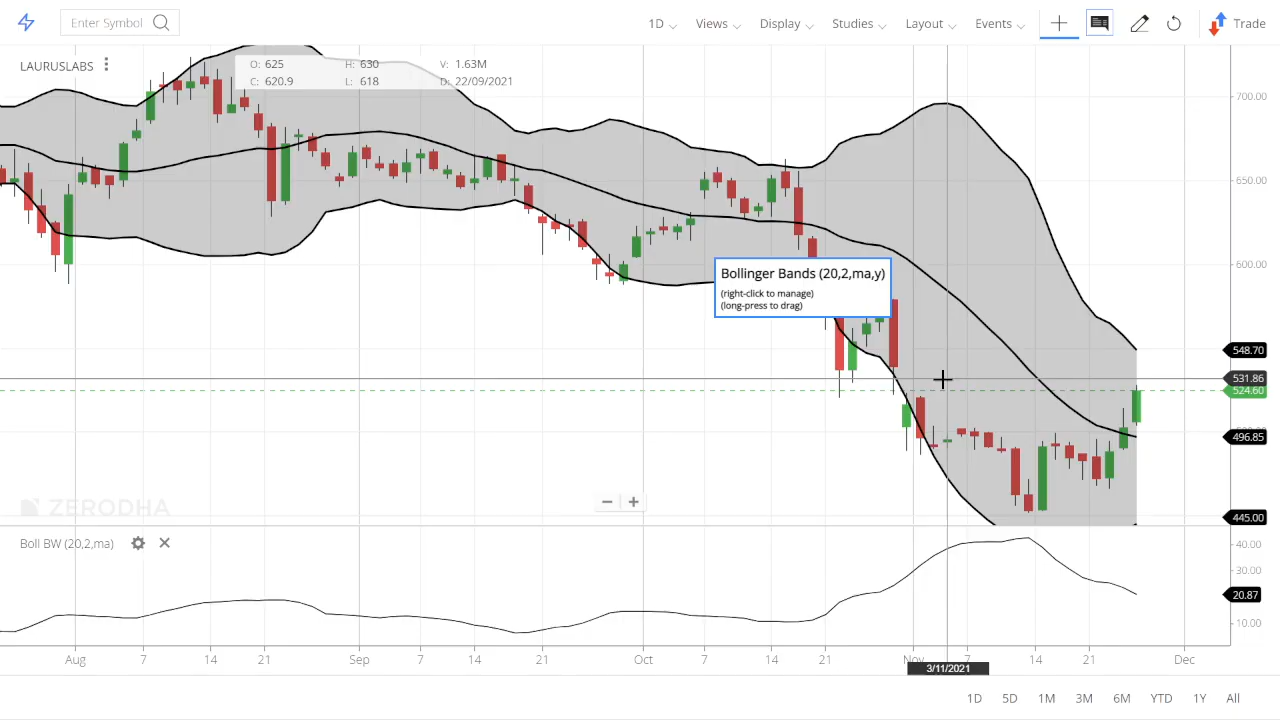 Enter Symbol
1D Views Display Studies Layout Events Trade
LAURUSLABS
O: 625 H: 630 V: 1.63M
C: 620.9 L: 618 D: 22/09/2021
700.00
650.00
600.00
Bollinger Bands (20,2,ma,y)
(right-click to manage)
(long-press to drag)
548.70
531.86
524.60
496.85
445.00
ZERODHA
Boll BW (20,2,ma)
40.00
30.00
20.87
10.00
Aug 7 14 21 Sep 7 14 21 Oct 7 14 21 Nov 7 14 21 Dec
3/11/2021
1D 5D 1M 3M 6M YTD 1Y All